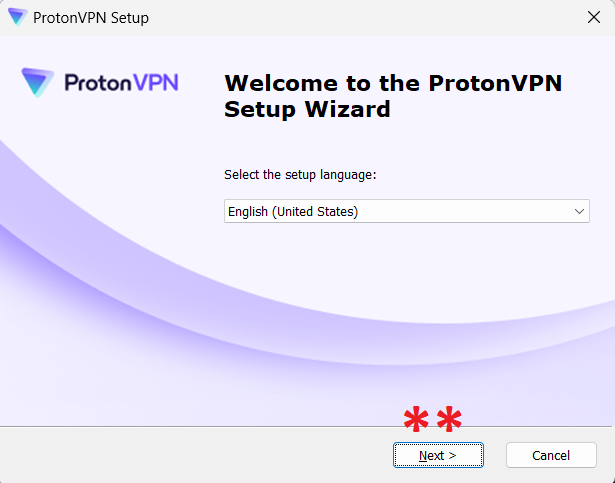 ProtonVPN Setup
ProtonVPN
Welcome to the ProtonVPN
Setup Wizard
Select the setup language:
English (United States)
**
Next >
Cancel